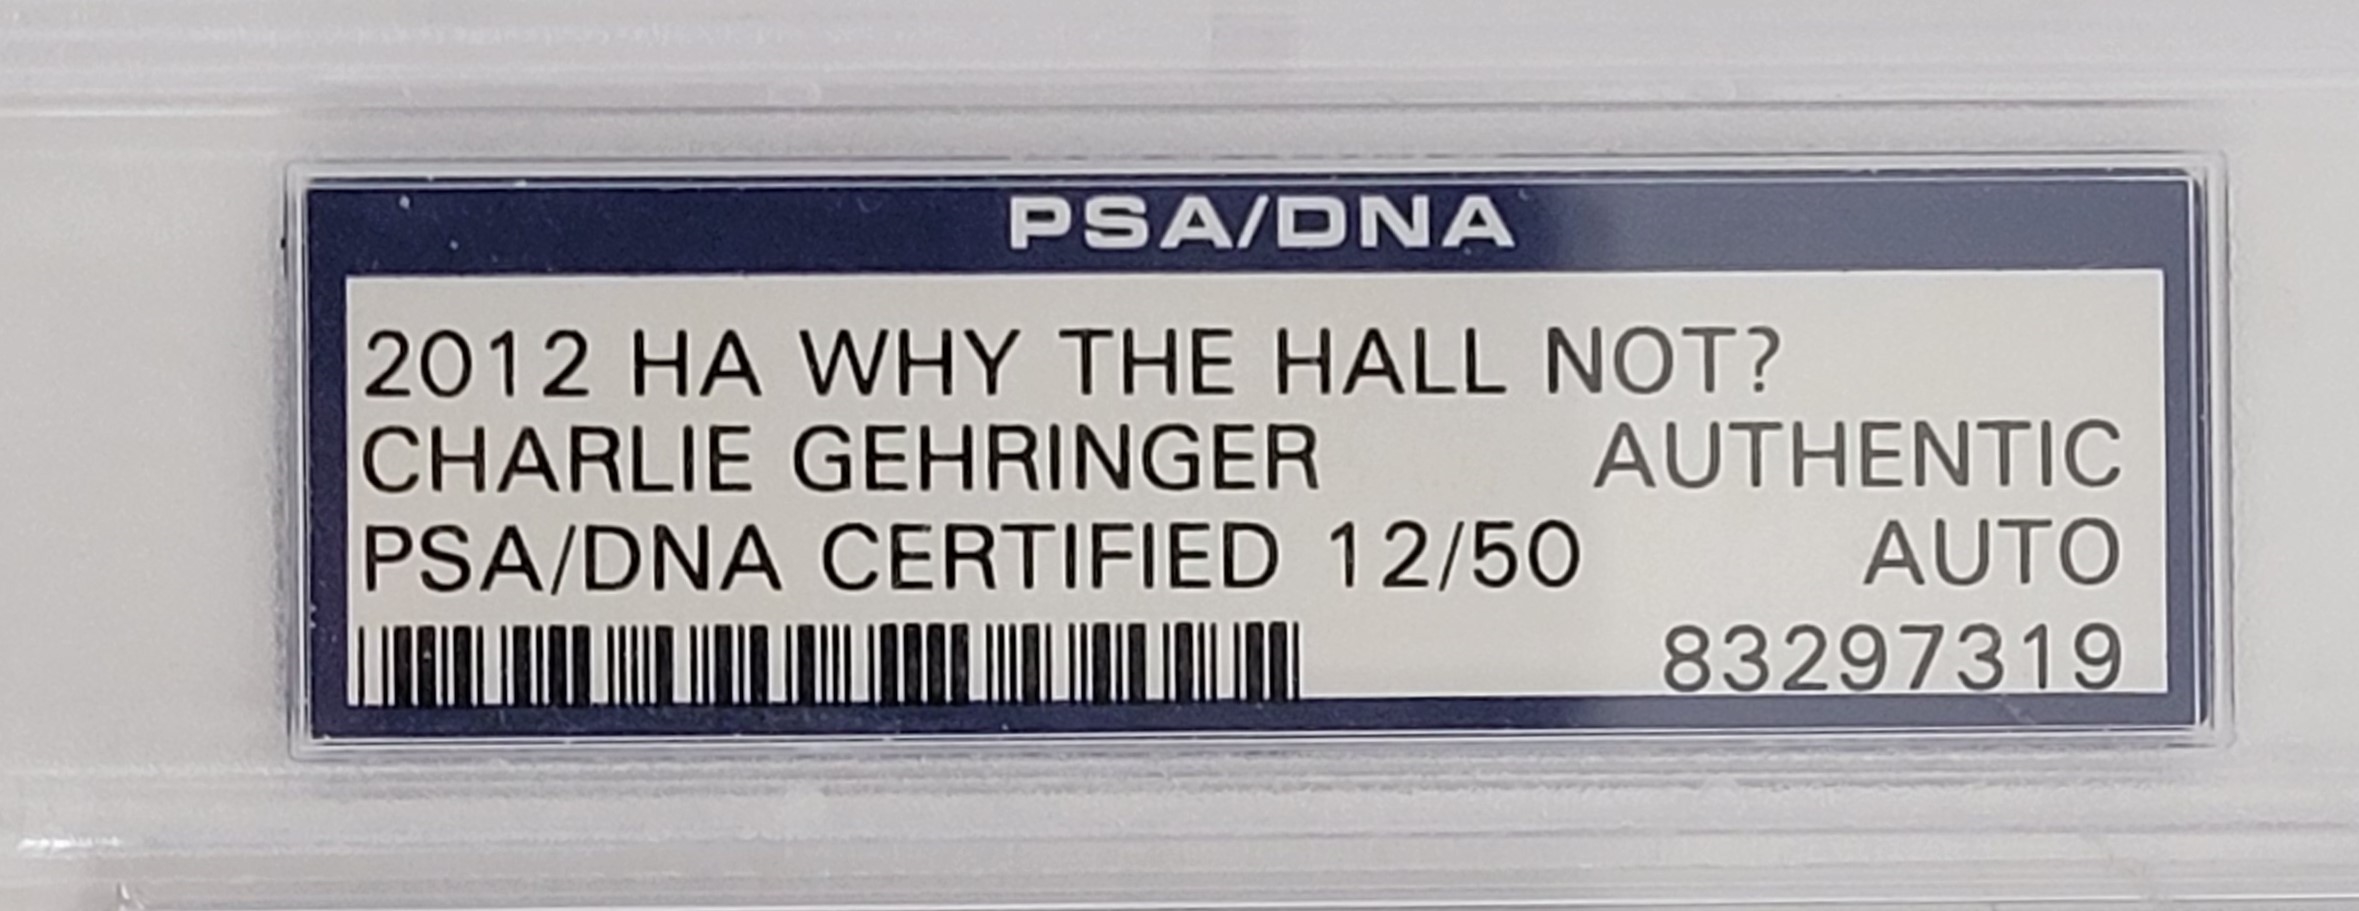 PSA/DNA
2012 HA WHY THE HALL NOT?
CHARLIE GEHRINGER AUTHENTIC
PSA/DNA CERTIFIED 12/50 AUTO
83297319